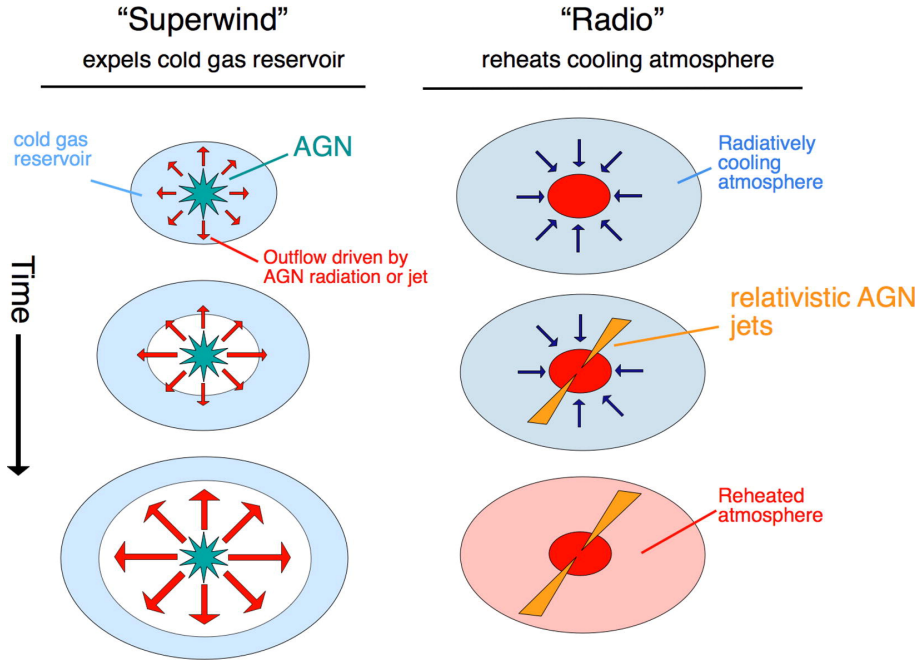 “Superwind”
expels cold gas reservoir
“Radio”
reheats cooling atmosphere
cold gas
reservoir
AGN
Outflow driven by
AGN radiation or jet
Time
Radiatively
cooling
atmosphere
relativistic AGN
jets
Reheated
atmosphere